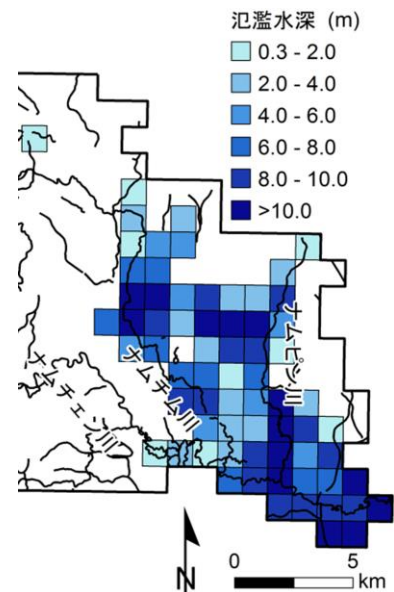 氾濫水深 (m)
0.3 - 2.0
2.0 - 4.0
4.0 - 6.0
6.0 - 8.0
8.0 - 10.0
>10.0
ナムピン川
ナムチム川
ナムチェン川
0 5
km
N